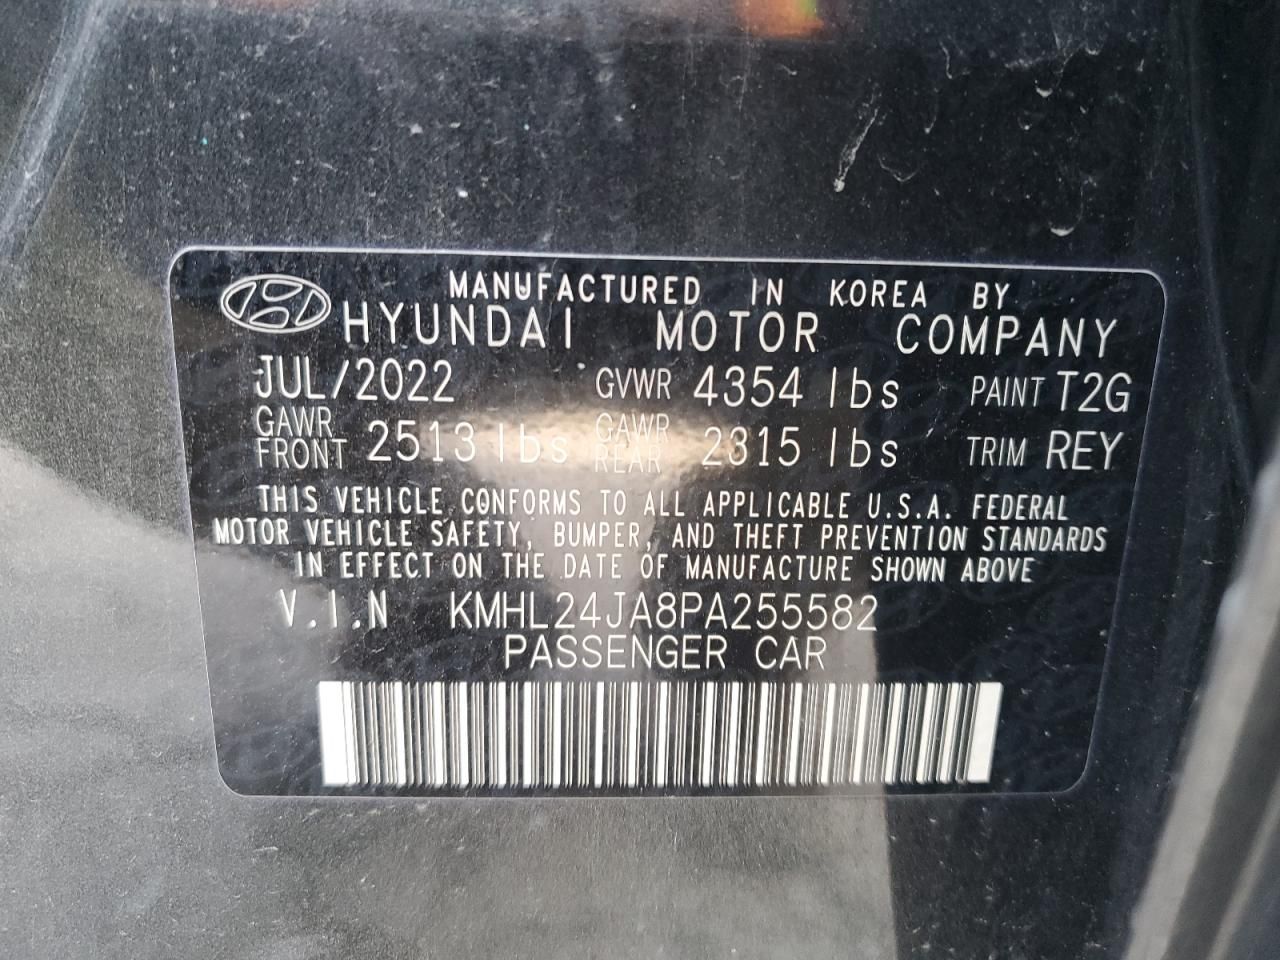 MANUFACTURED IN KOREA BY
HYUNDAI MOTOR COMPANY
JUL/2022 GVWR 4354 lbs PAINT T2G
GAWR FRONT 2513 lbs GAWR REAR 2315 lbs TRIM REY
THIS VEHICLE CONFORMS TO ALL APPLICABLE U.S.A. FEDERAL
MOTOR VEHICLE SAFETY, BUMPER, AND THEFT PREVENTION STANDARDS
IN EFFECT ON THE DATE OF MANUFACTURE SHOWN ABOVE
V.I.N KMHL24JA8PA255582
PASSENGER CAR